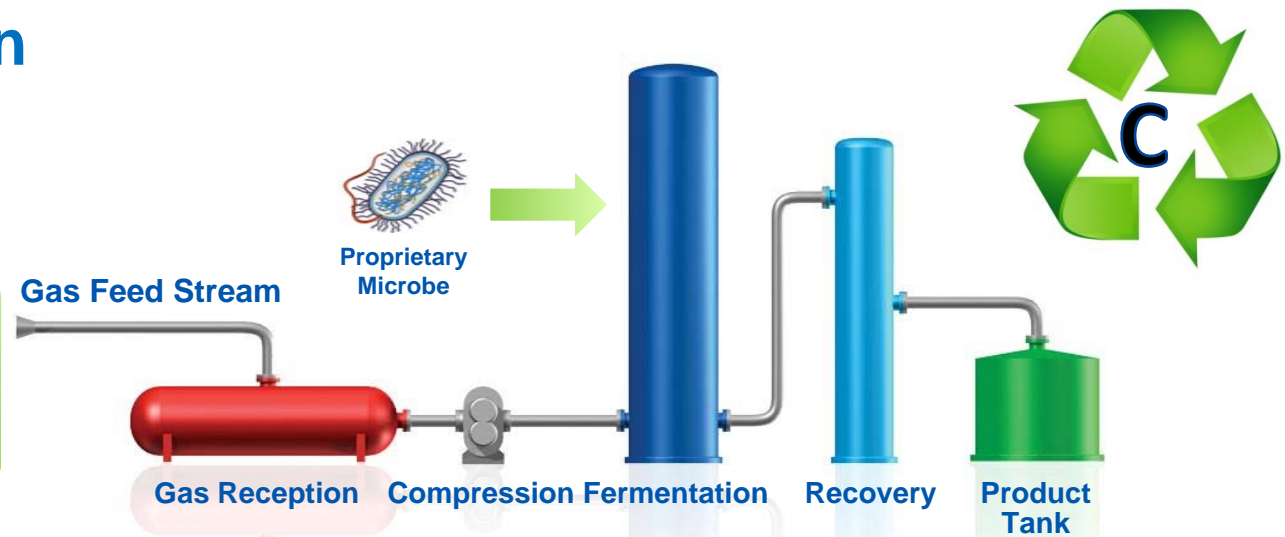 n
C
Proprietary
Microbe
Gas Feed Stream
Gas Reception Compression Fermentation Recovery Product
Tank